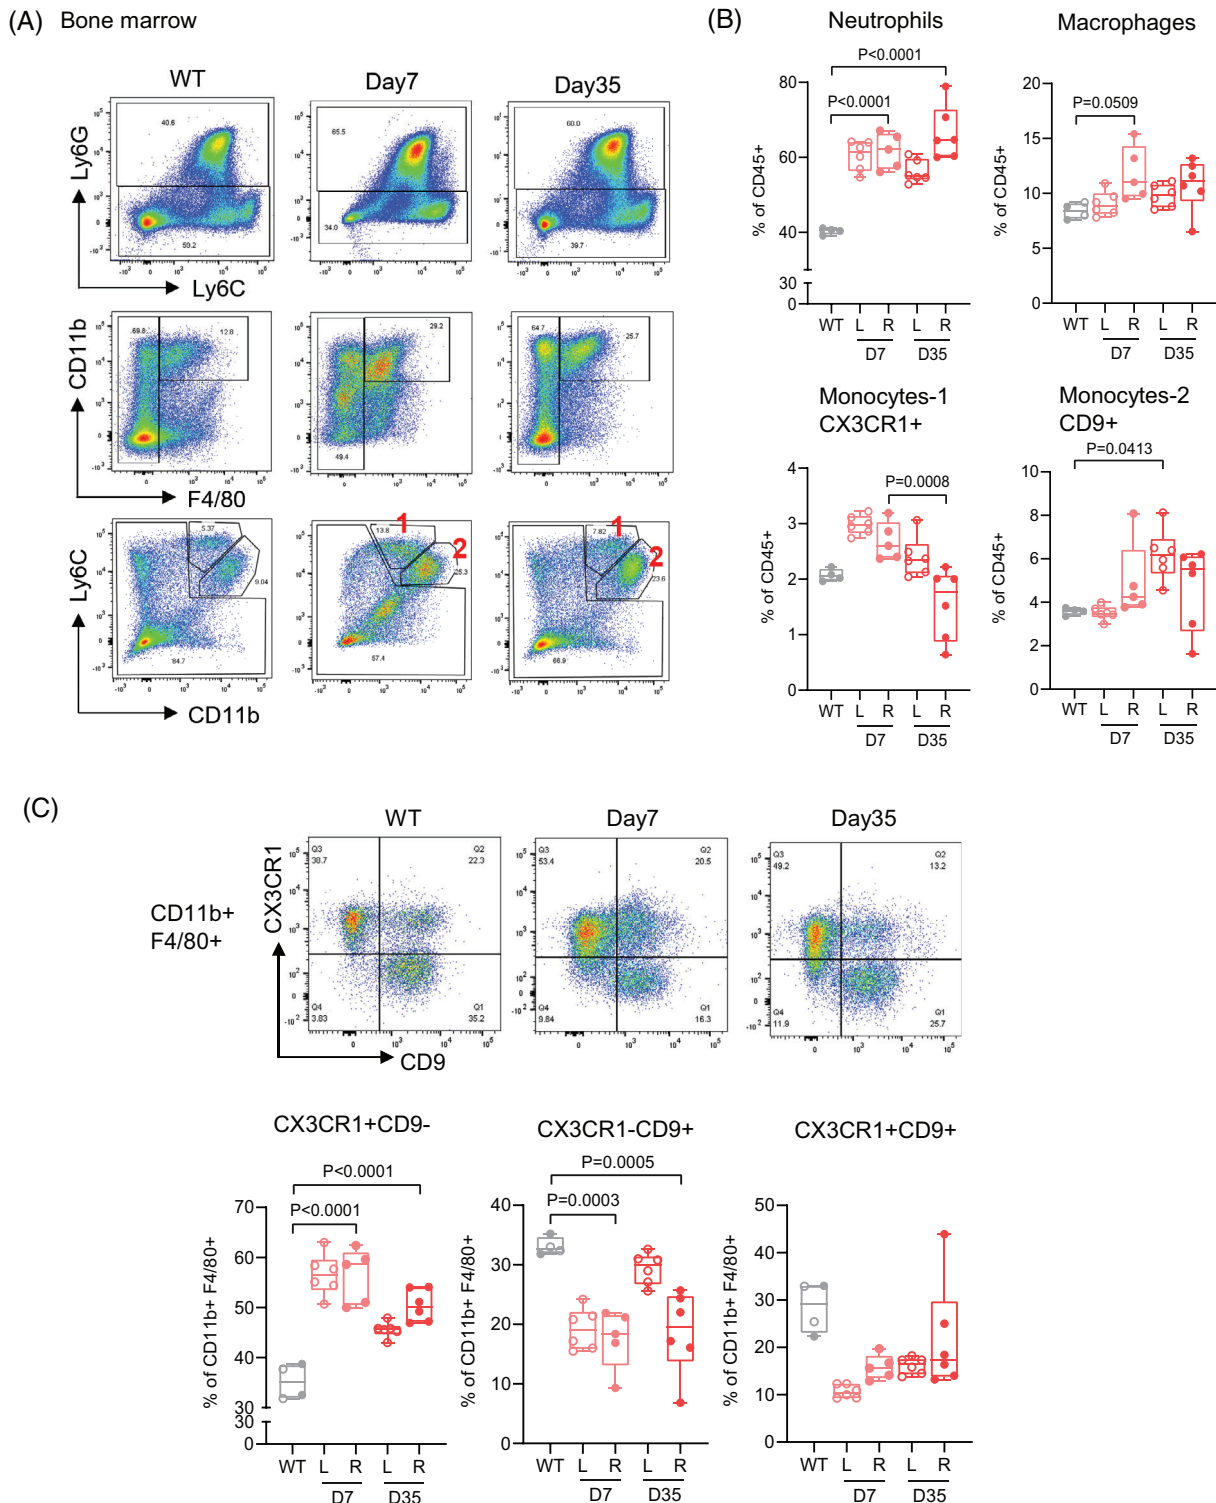 (A) Bone marrow
WT Day7 Day35
Ly6G
40.6
59.2
65.5
34.0
60.0
39.7
Ly6C
CD11b
69.8
12.8
29.2
49.4
64.7
25.7
F4/80
Ly6C
5.37
9.04
84.7
13.8
1
2
25.3
57.4
7.82
1
2
23.6
66.9
CD11b
(B)
Neutrophils
P<0.0001
P<0.0001
% of CD45+
80
60
40
30
0
WT L R L R
D7 D35
Macrophages
P=0.0509
% of CD45+
20
15
10
5
0
WT L R L R
D7 D35
Monocytes-1
CX3CR1+
P=0.0008
% of CD45+
4
3
2
1
0
WT L R L R
D7 D35
Monocytes-2
CD9+
P=0.0413
% of CD45+
10
8
6
4
2
0
WT L R L R
D7 D35
(C)
WT Day7 Day35
CD11b+
F4/80+
CX3CR1
Q3
38.7
Q2
22.3
Q4
3.83
Q1
35.2
Q3
53.4
Q2
20.5
Q4
9.84
Q1
16.3
Q3
49.2
Q2
13.2
Q4
11.9
Q1
25.7
CD9
CX3CR1+CD9-
P<0.0001
P<0.0001
% of CD11b+ F4/80+
70
60
50
40
30
30
0
WT L R L R
D7 D35
CX3CR1-CD9+
P=0.0005
P=0.0003
% of CD11b+ F4/80+
40
30
20
10
0
WT L R L R
D7 D35
CX3CR1+CD9+
% of CD11b+ F4/80+
50
40
30
20
10
0
WT L R L R
D7 D35